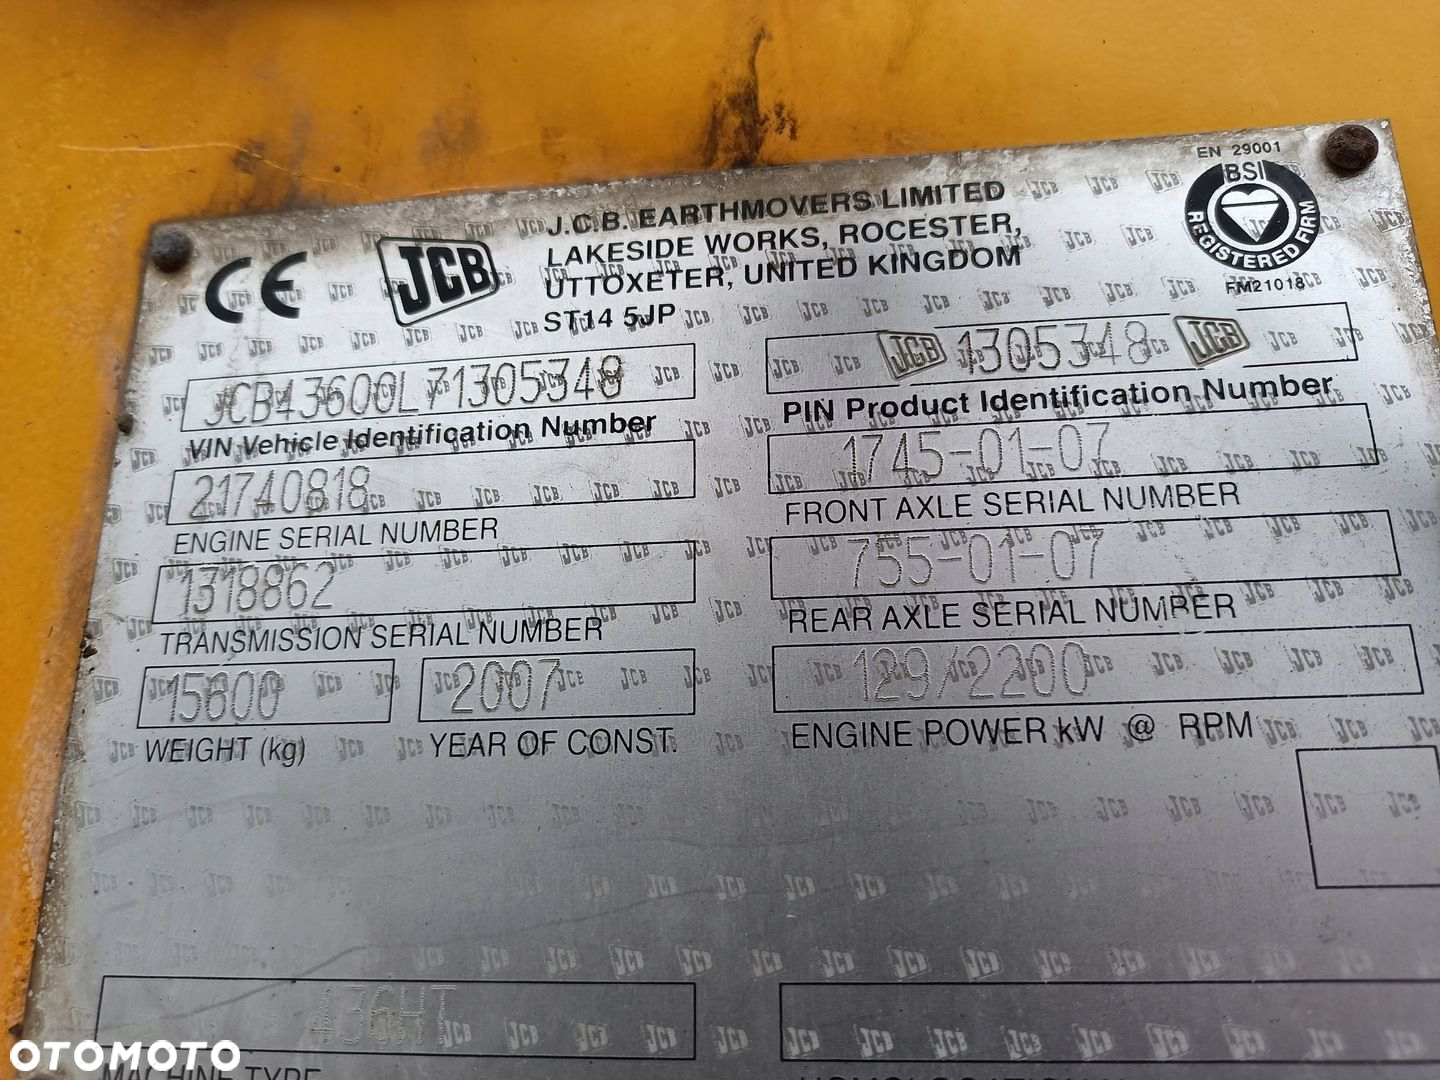 EN 29001
BSI
REGISTERED FIRM
FM21018
CE
JCB
J.C.B. EARTHMOVERS LIMITED
LAKESIDE WORKS, ROCESTER,
UTTOXETER, UNITED KINGDOM
ST14 5JP
JCB43600L71305348
VIN Vehicle Identification Number
JCB 1305348 JCB
PIN Product Identification Number
21740818
ENGINE SERIAL NUMBER
1745-01-07
FRONT AXLE SERIAL NUMBER
1318862
TRANSMISSION SERIAL NUMBER
755-01-07
REAR AXLE SERIAL NUMBER
15600
WEIGHT (kg)
2007
YEAR OF CONST.
129/2200
ENGINE POWER kW @ RPM
436HT
MACHINE TYPE
OTOMOTO